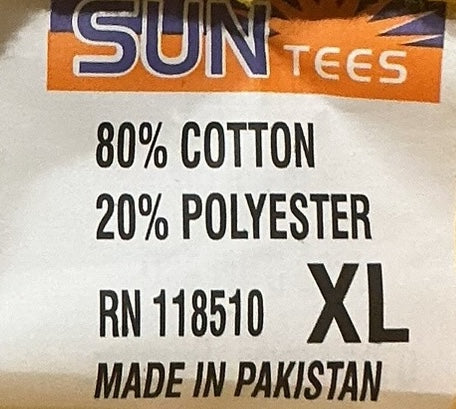 SUN TEES
80% COTTON
20% POLYESTER
RN 118510 XL
MADE IN PAKISTAN